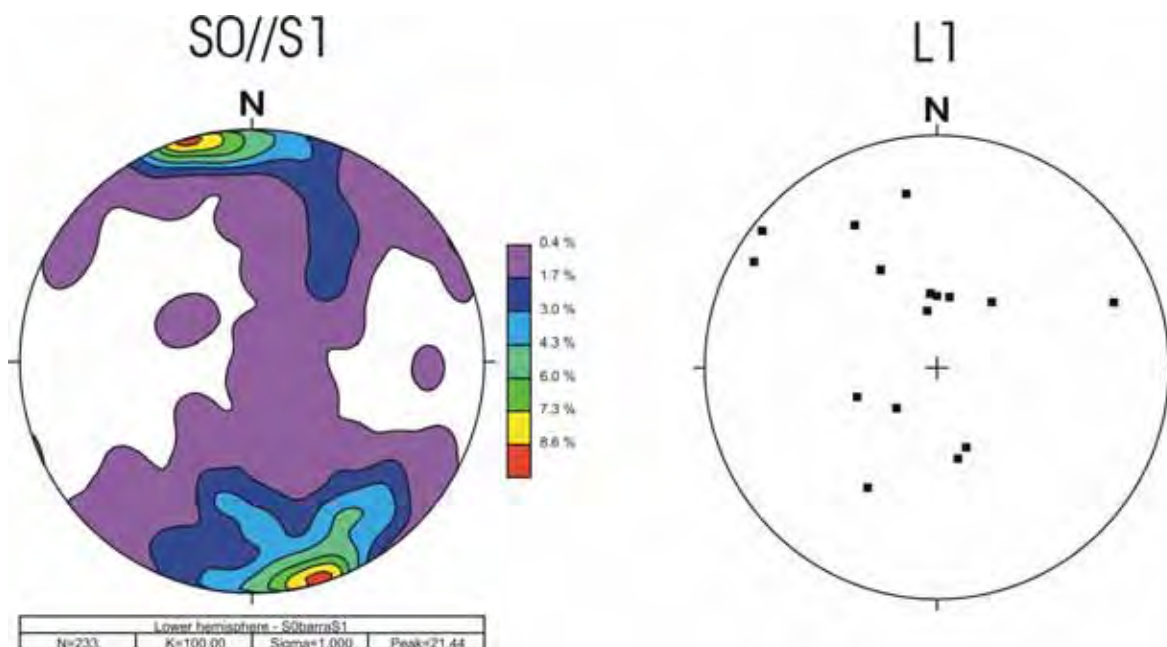 S0//S1
N
0.4 %
1.7 %
3.0 %
4.3 %
6.0 %
7.3 %
8.6 %
Lower hemisphere - S0barraS1
N=233 K=100.00 Sigma=1.000 Peak=21.44
L1
N